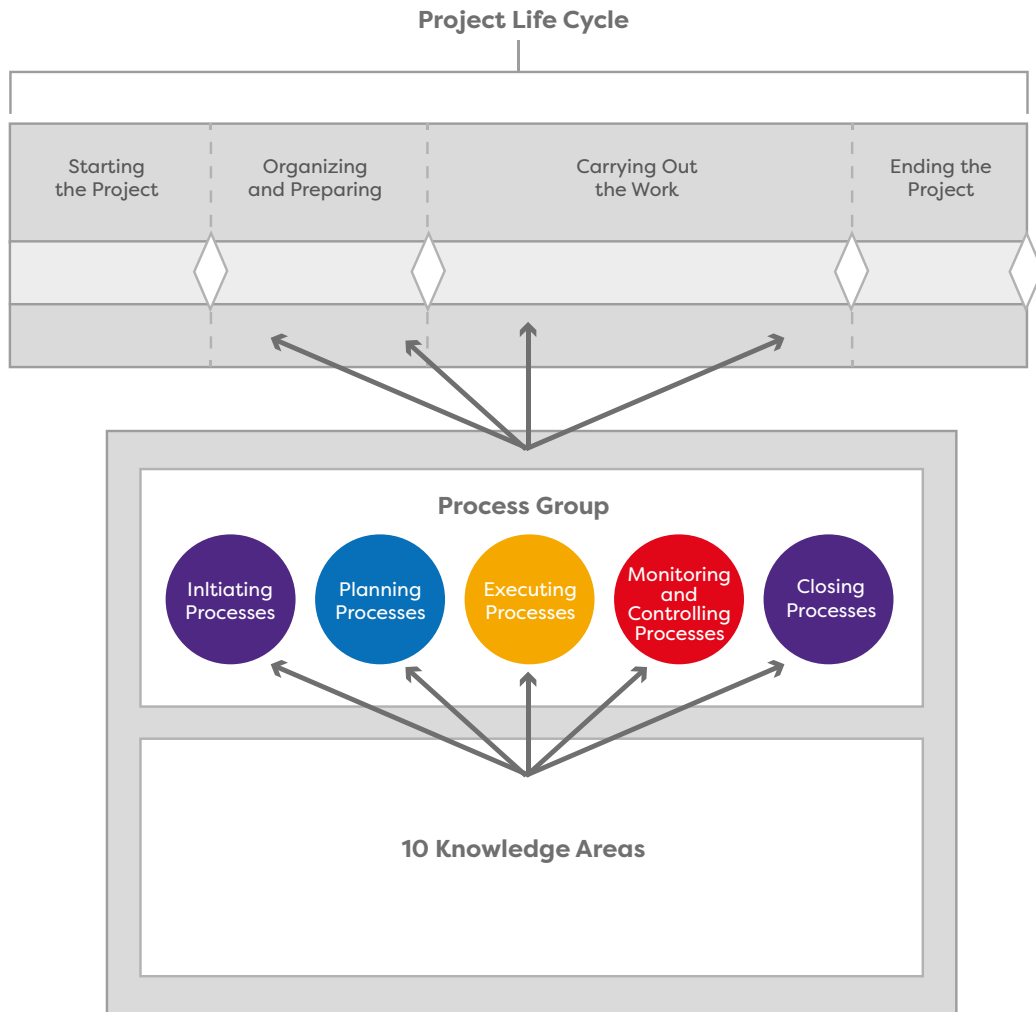 Project Life Cycle
Starting
the Project
Organizing
and Preparing
Carrying Out
the Work
Ending the
Project
Process Group
InItiating
Processes
Planning
Processes
Executing
Processes
Monitoring
and
Controlling
Processes
Closing
Processes
10 Knowledge Areas